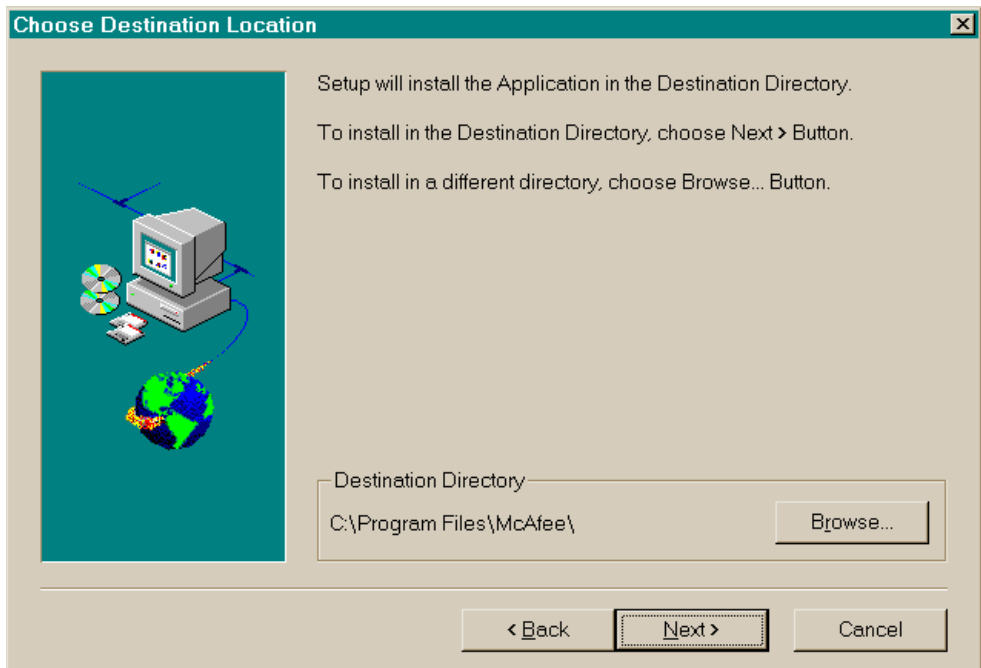 Choose Destination Location
Setup will install the Application in the Destination Directory.
To install in the Destination Directory, choose Next > Button.
To install in a different directory, choose Browse... Button.
Destination Directory
C:\Program Files\McAfee\
Browse...
< Back
Next >
Cancel